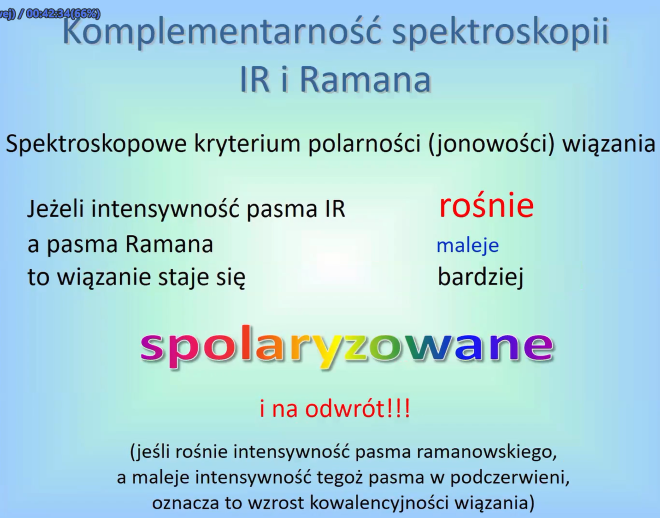 vej) / 00:42:34(66%)
Komplementarność spektroskopii
IR i Ramana
Spektroskopowe kryterium polarności (jonowości) wiązania
Jeżeli intensywność pasma IR rośnie
a pasma Ramana maleje
to wiązanie staje się bardziej
spolaryzowane
i na odwrót!!!
(jeśli rośnie intensywność pasma ramanowskiego,
a maleje intensywność tegoż pasma w podczerwieni,
oznacza to wzrost kowalencyjności wiązania)